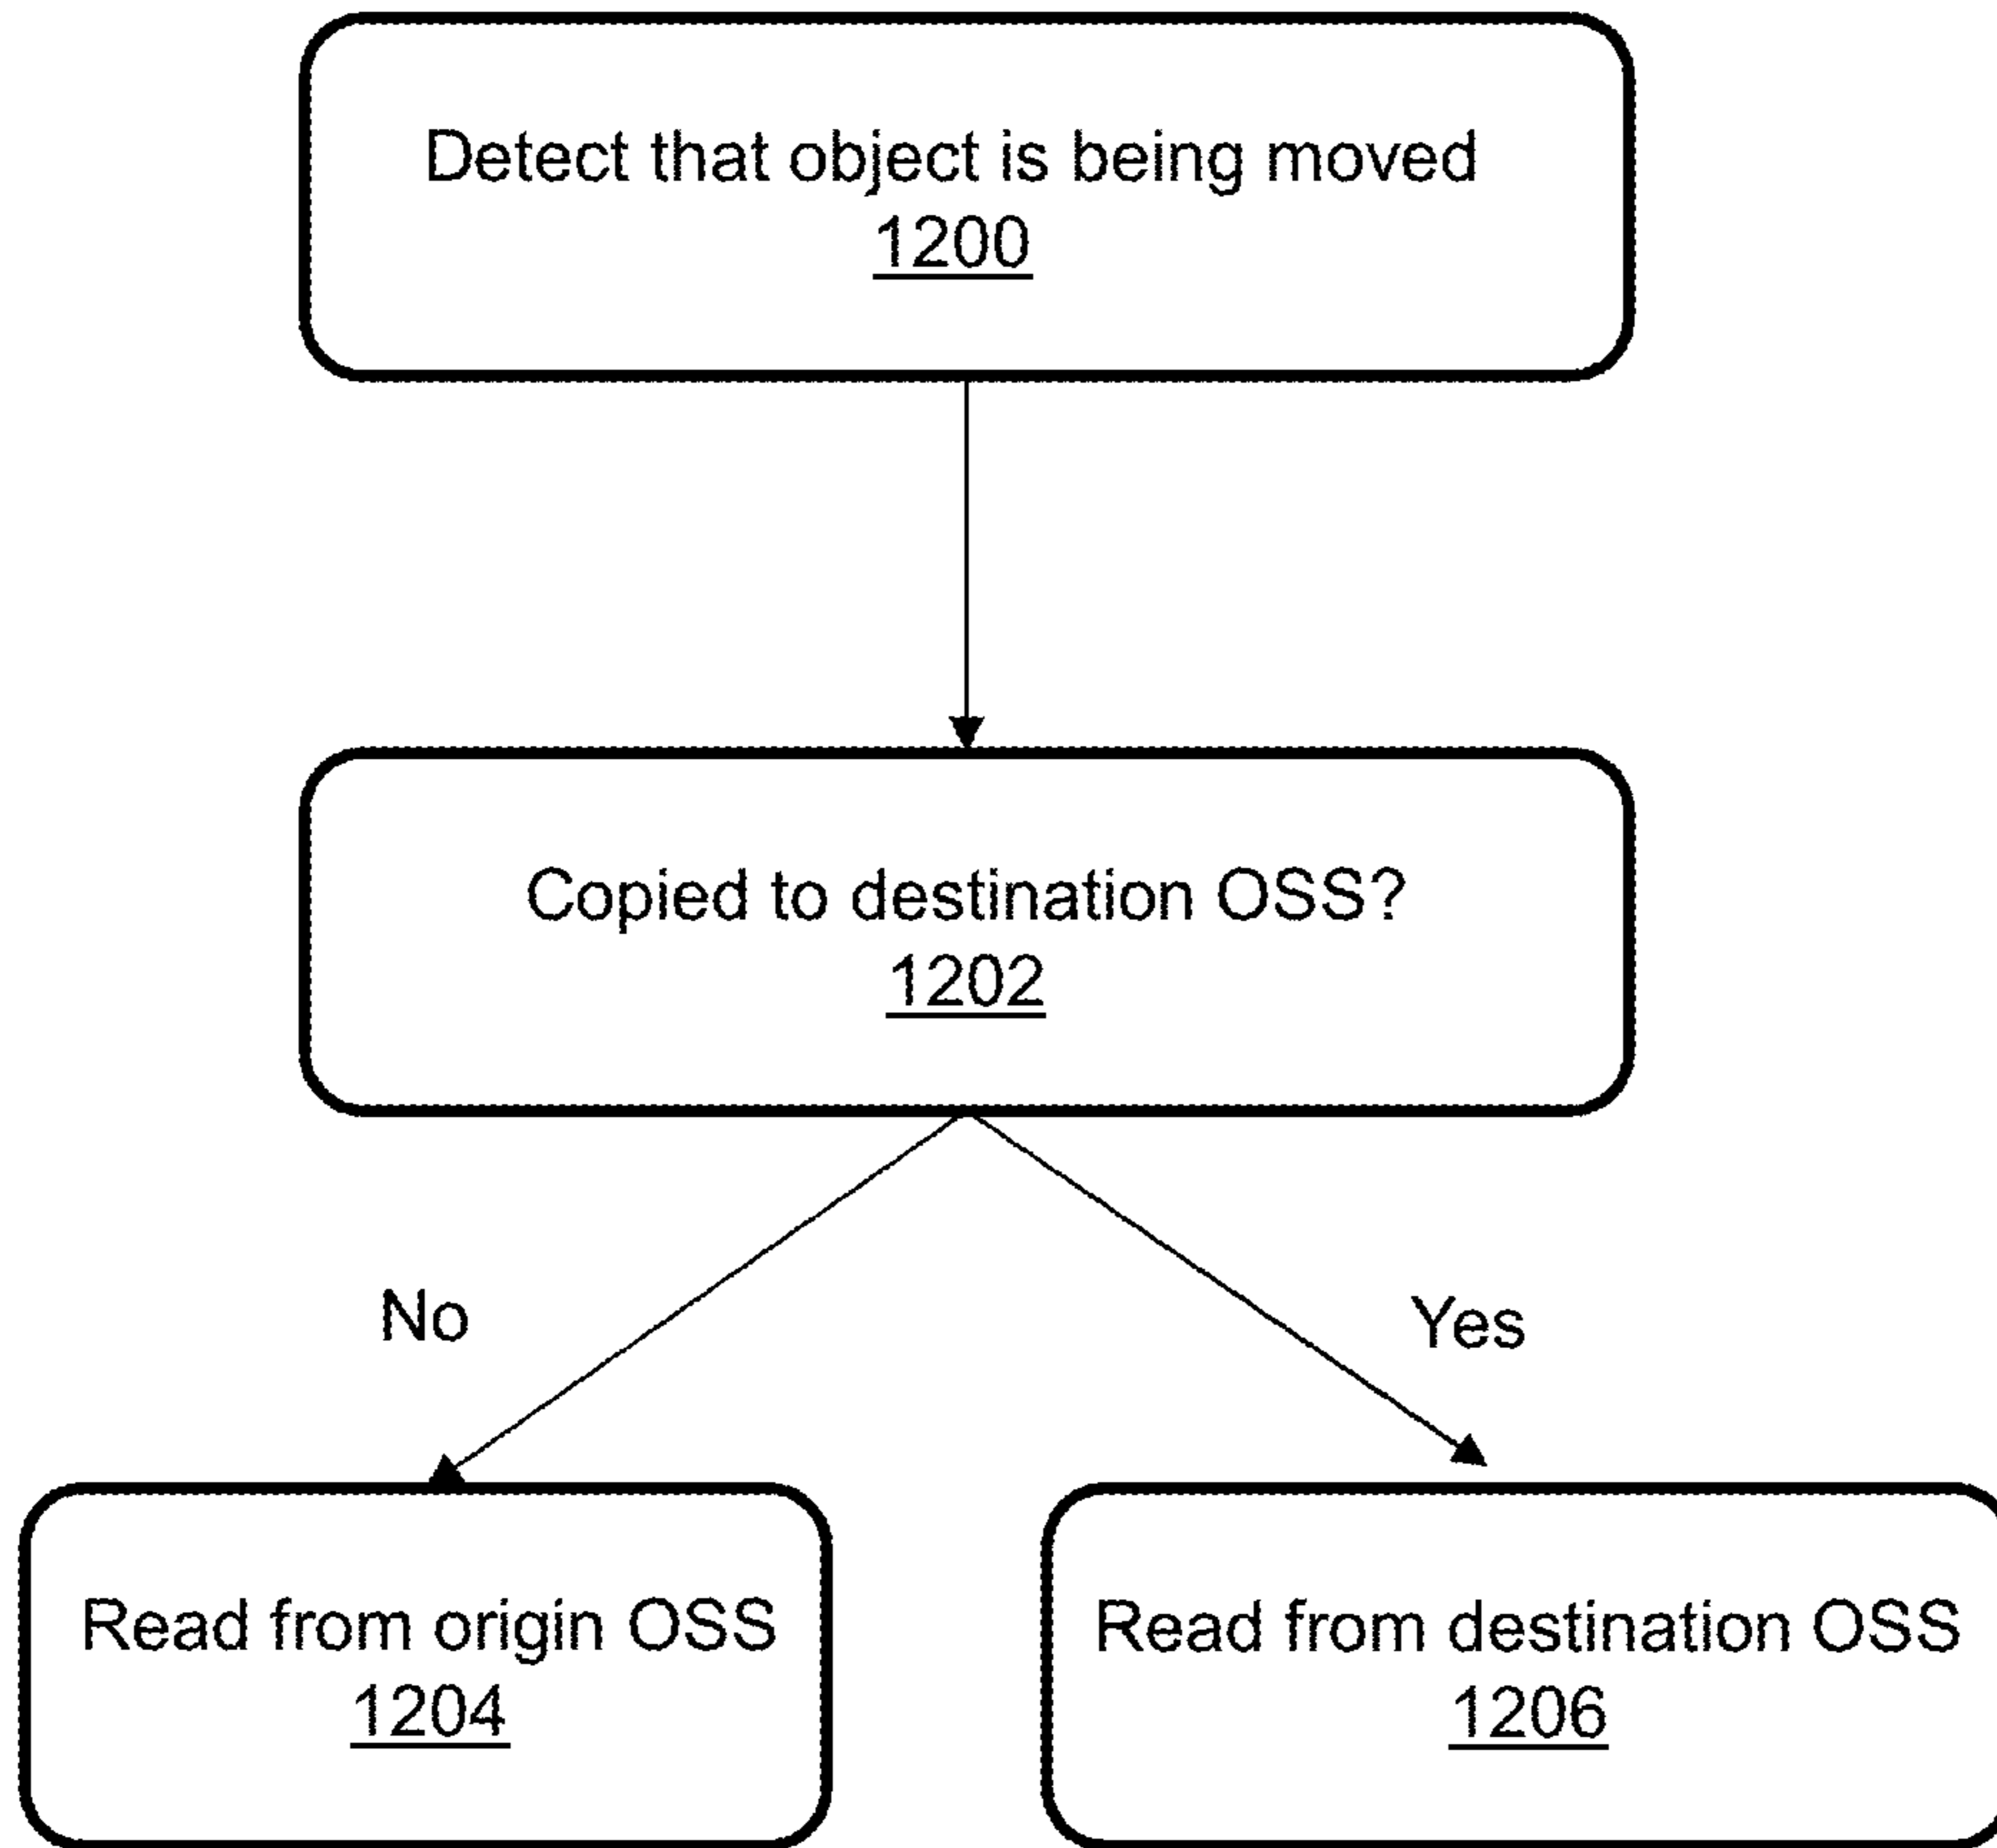 Detect that object is being moved
1200
Copied to destination OSS?
1202
No
Yes
Read from origin OSS
1204
Read from destination OSS
1206